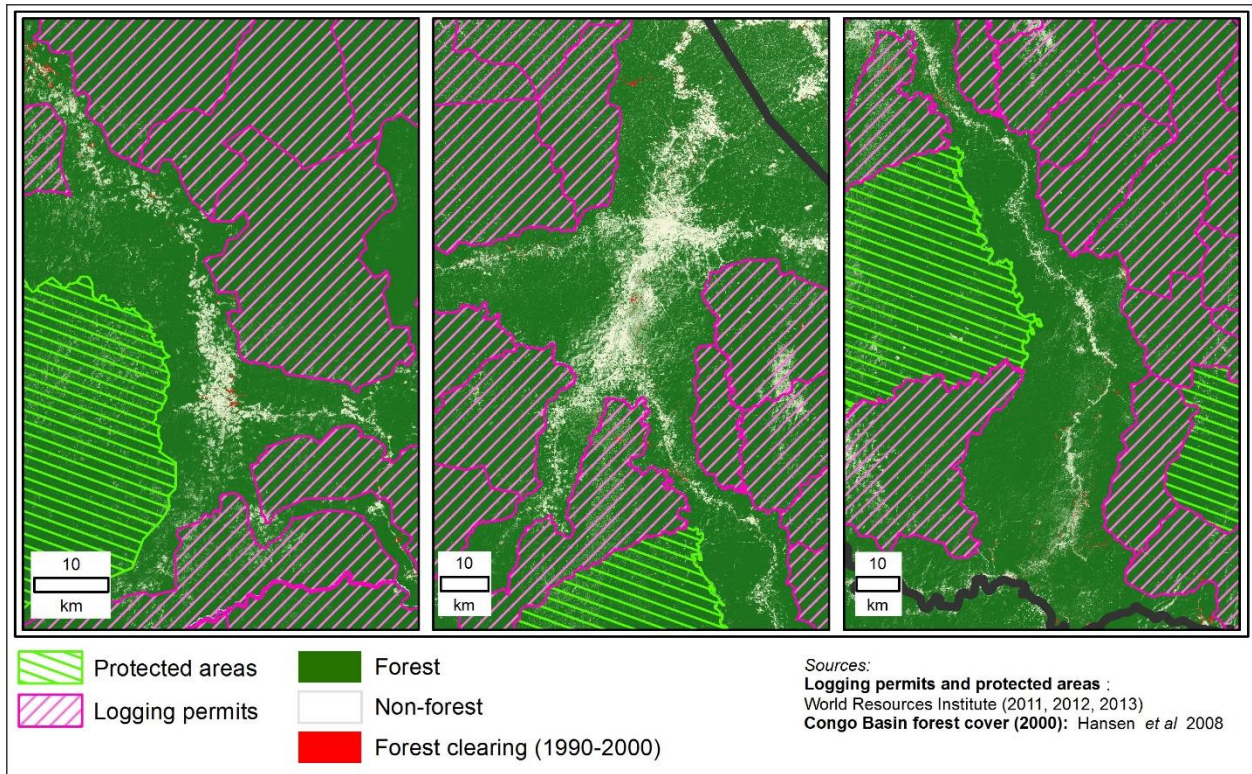 10
km
10
km
10
km
Protected areas
Logging permits
Forest
Non-forest
Forest clearing (1990-2000)
Sources:
Logging permits and protected areas :
World Resources Institute (2011, 2012, 2013)
Congo Basin forest cover (2000): Hansen et al 2008